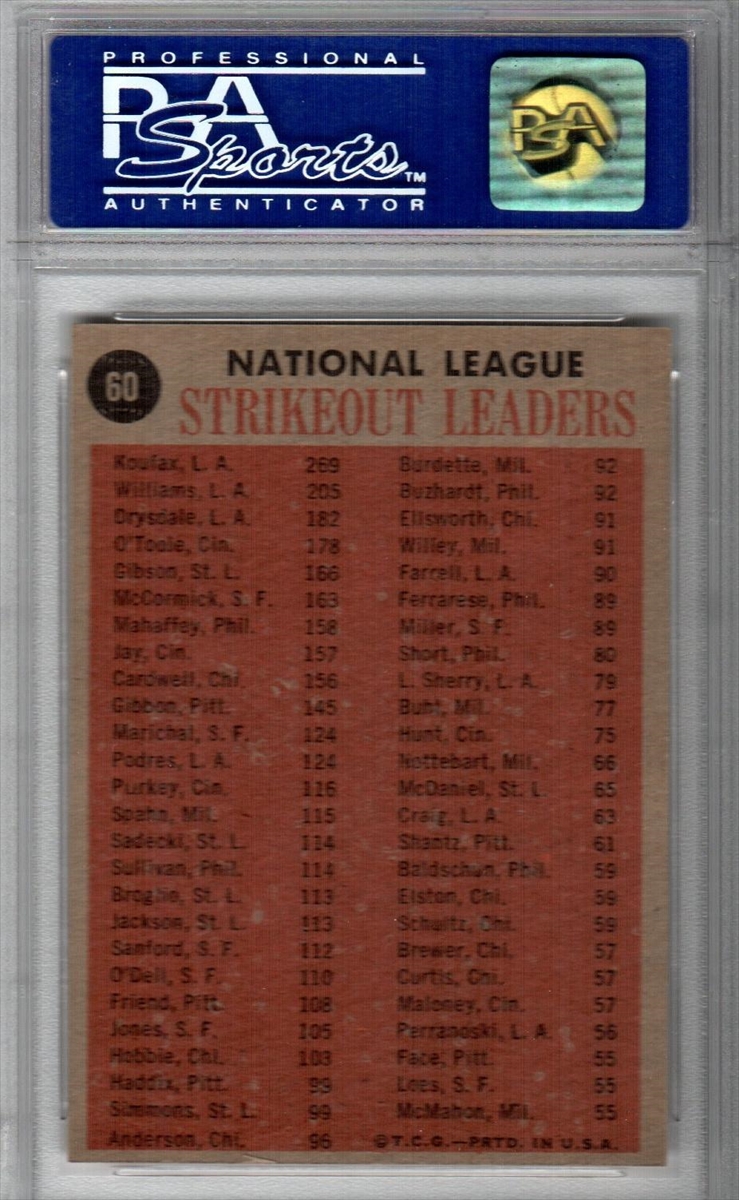 PROFESSIONAL
PSA
Sports™
AUTHENTICATOR
PSA
60
NATIONAL LEAGUE
STRIKEOUT LEADERS
Koufax, L. A. 269
Williams, L. A. 205
Drysdale, L. A. 182
O'Toole, Cin. 178
Gibson, St. L. 166
McCormick, S. F. 163
Mahaffey, Phil. 158
Jay, Cin. 157
Cardwell, Chi. 156
Gibbon, Pitt. 145
Marichal, S. F. 124
Podres, L. A. 124
Purkey, Cin. 116
Spahn, Mil. 115
Sadecki, St. L. 114
Sullivan, Phil. 114
Broglio, St. L. 113
Jackson, St. L. 113
Sanford, S. F. 112
O'Dell, S. F. 110
Friend, Pitt. 108
Jones, S. F. 105
Hobbie, Chi. 103
Haddix, Pitt. 99
Simmons, St. L. 99
Anderson, Chi. 96
Burdette, Mil. 92
Buzhardt, Phil. 92
Ellsworth, Chi. 91
Willey, Mil. 91
Farrell, L. A. 90
Ferrarese, Phil. 89
Miller, S. F. 89
Short, Phil. 80
L. Sherry, L. A. 79
Buhl, Mil. 77
Hunt, Cin. 75
Nottebart, Mil. 66
McDaniel, St. L. 65
Craig, L. A. 63
Shantz, Pitt. 61
Baldschun, Phil. 59
Elston, Chi. 59
Schultz, Chi. 59
Brewer, Chi. 57
Curtis, Chi. 57
Maloney, Cin. 57
Perranoski, L. A. 56
Face, Pitt. 55
Loes, S. F. 55
McMahon, Mil. 55
©T.C.G.—PRTD. IN U.S.A.